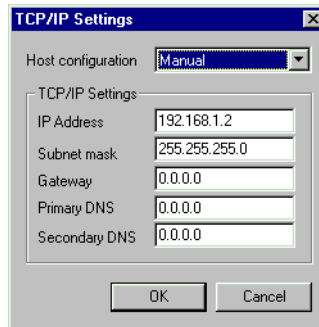 TCP/IP Settings
Host configuration Manual
TCP/IP Settings
IP Address 192.168.1.2
Subnet mask 255.255.255.0
Gateway 0.0.0.0
Primary DNS 0.0.0.0
Secondary DNS 0.0.0.0
OK Cancel